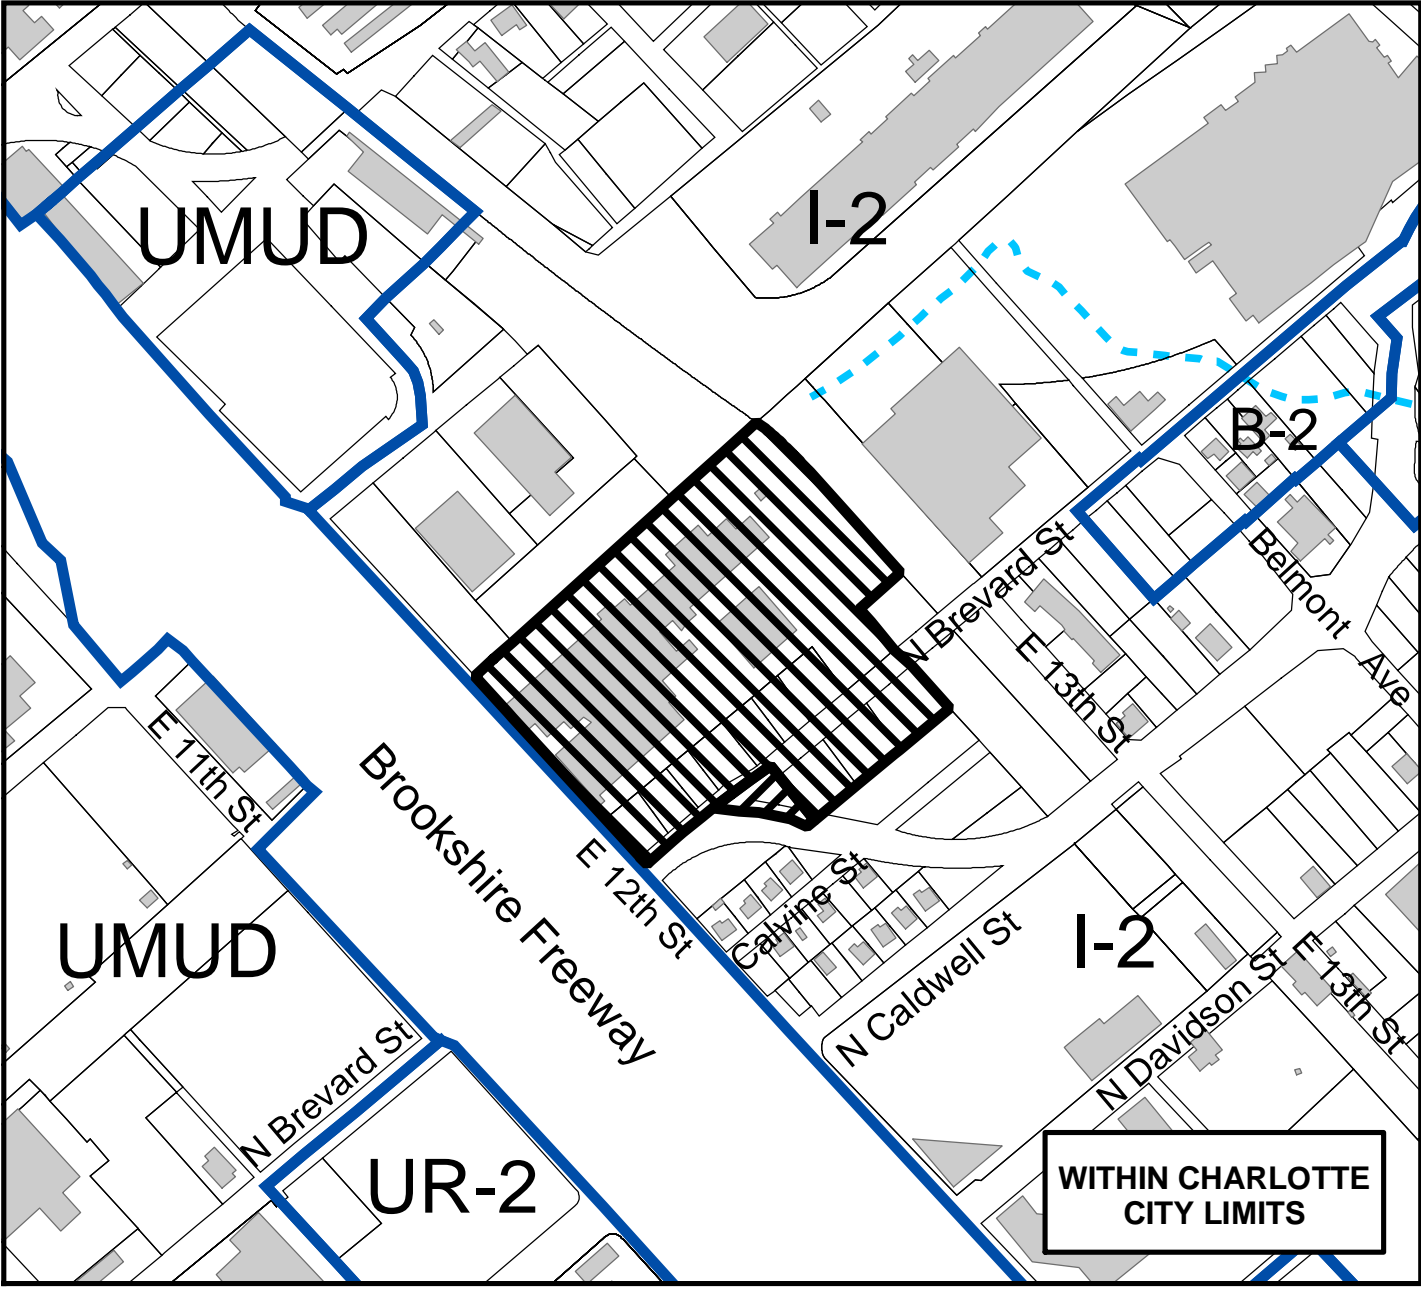 UMUD
I-2
B-2
N Brevard St
Belmont
Ave
E 13th St
E 11th St
Brookshire Freeway
E 12th St
Calvine St
UMUD
I-2
N Caldwell St
N Davidson St
E 13th St
N Brevard St
UR-2
WITHIN CHARLOTTE
CITY LIMITS